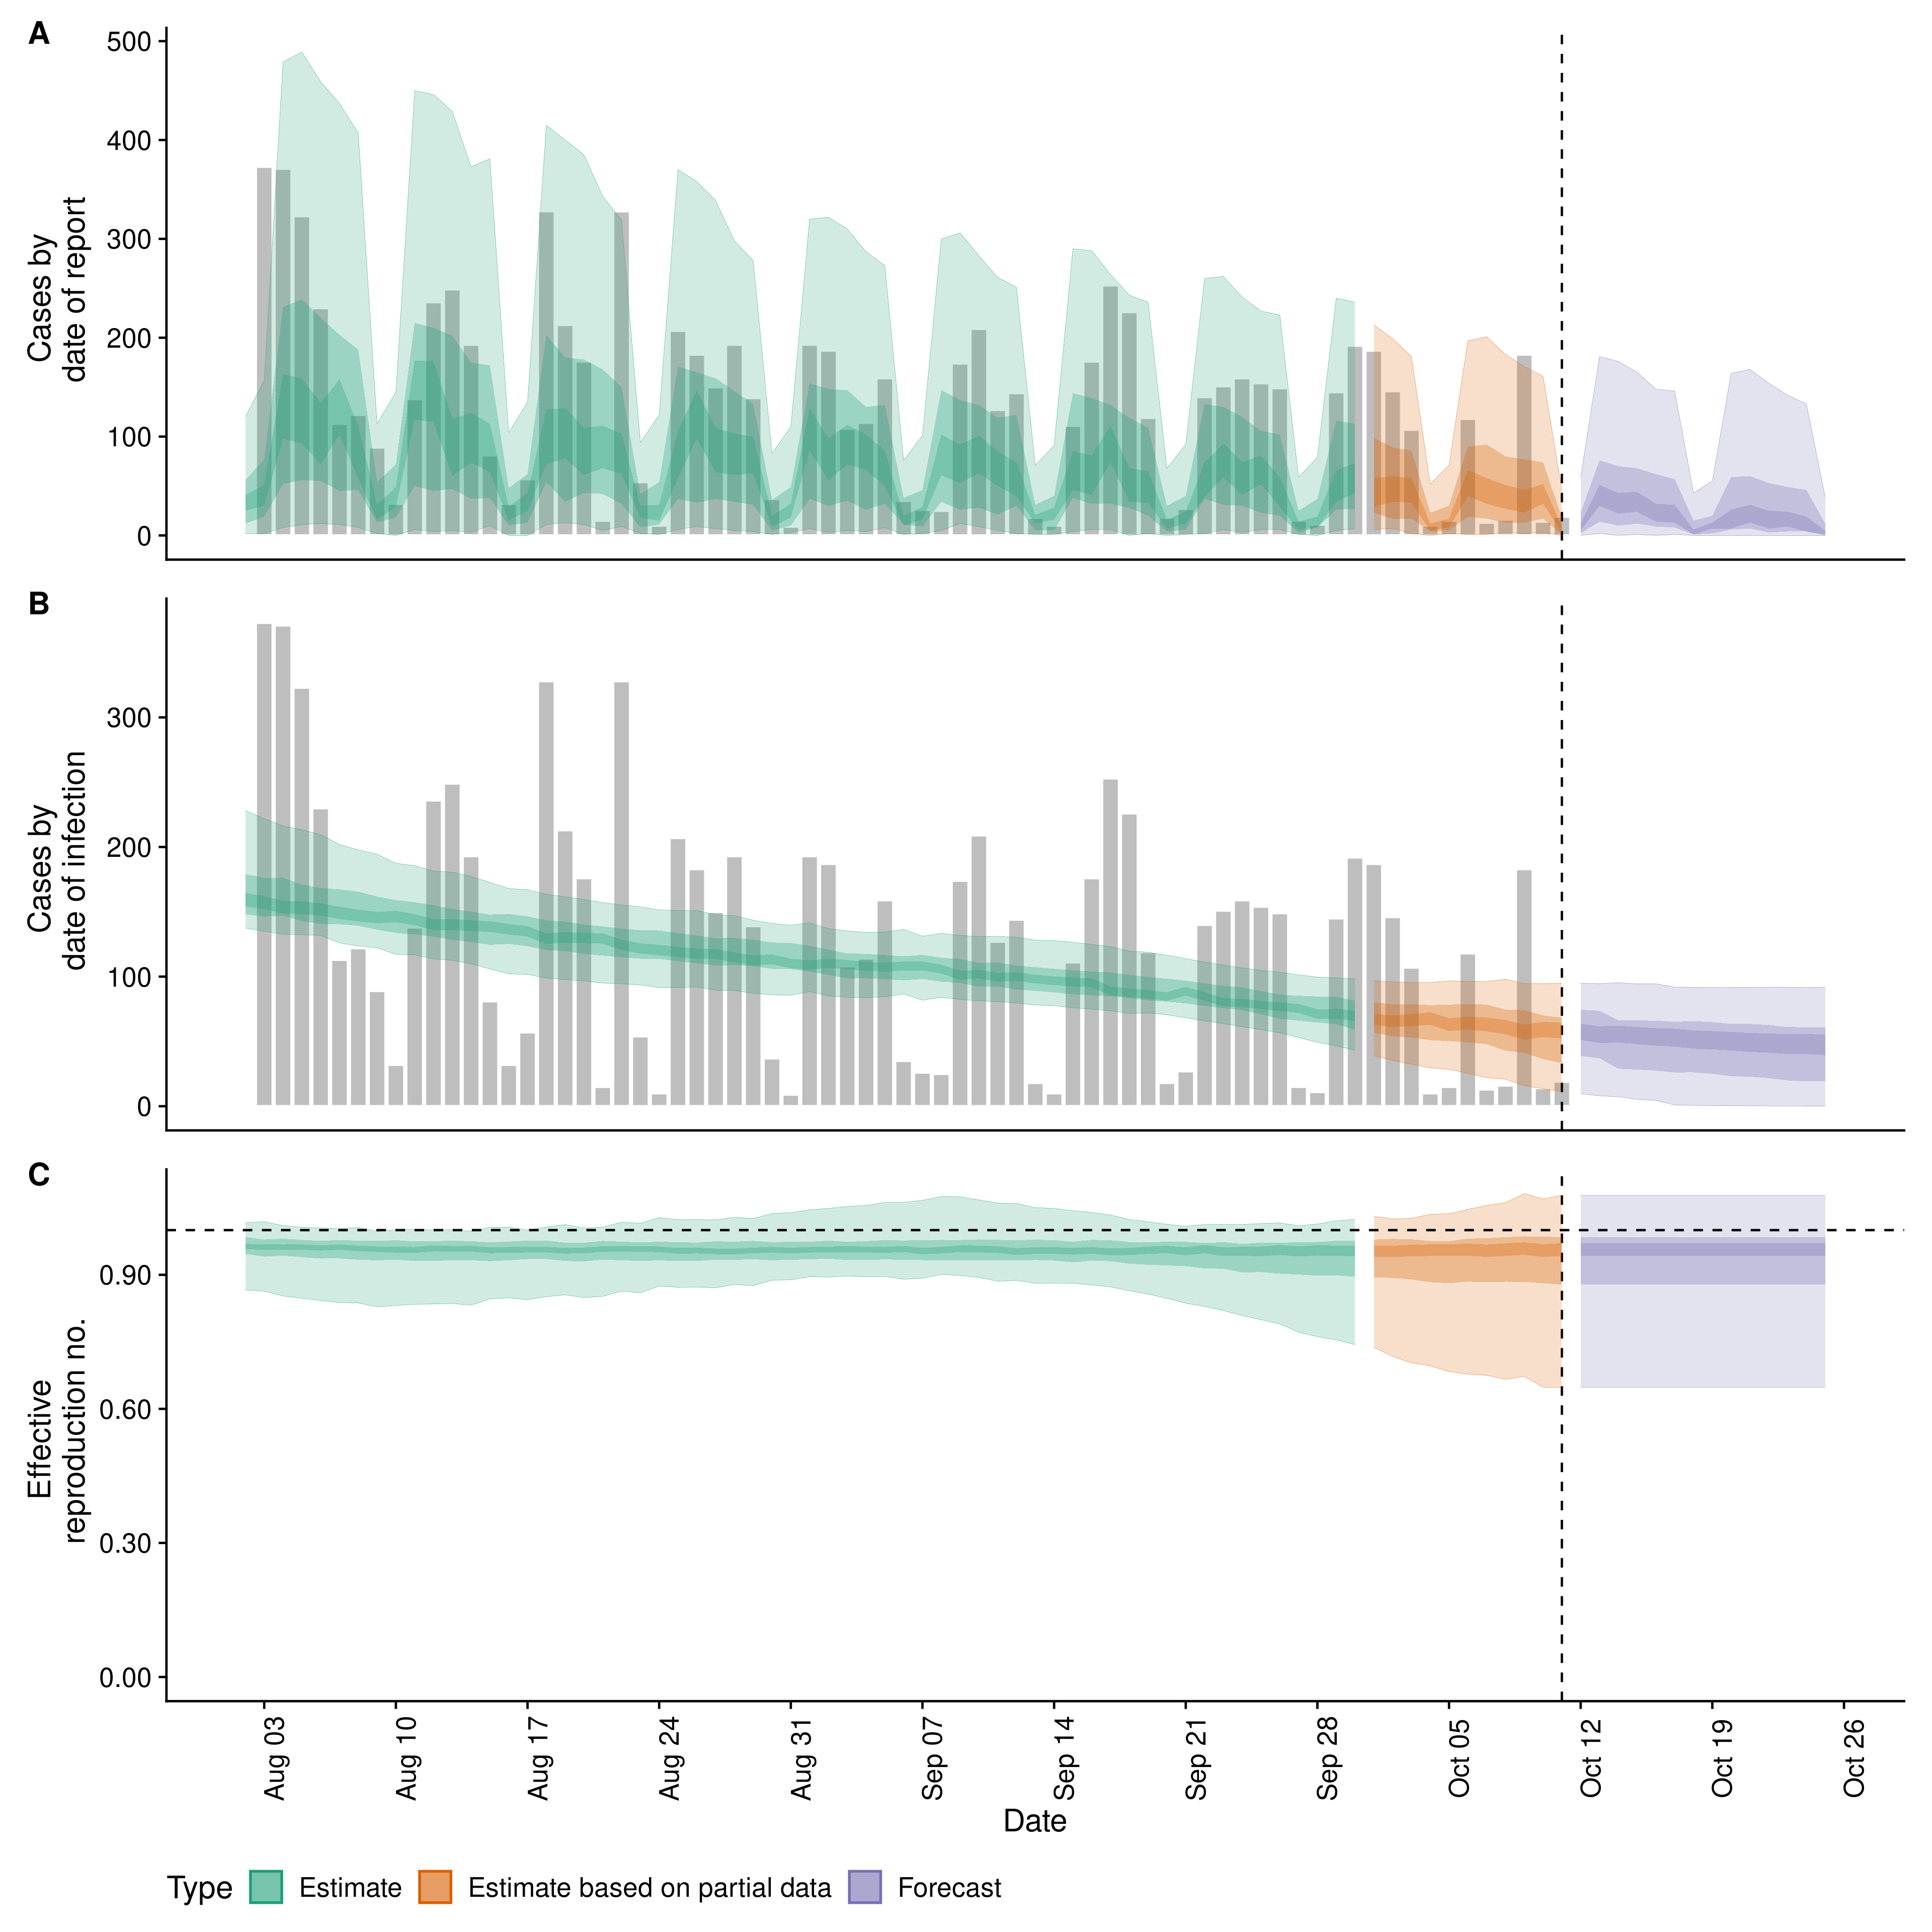 A
500
400
300
200
100
0
Cases by
date of report
B
300
200
100
0
Cases by
date of infection
C
0.90
0.60
0.30
0.00
Effective
reproduction no.
Aug 03
Aug 10
Aug 17
Aug 24
Aug 31
Sep 07
Sep 14
Sep 21
Sep 28
Oct 05
Oct 12
Oct 19
Oct 26
Date
Type Estimate Estimate based on partial data Forecast